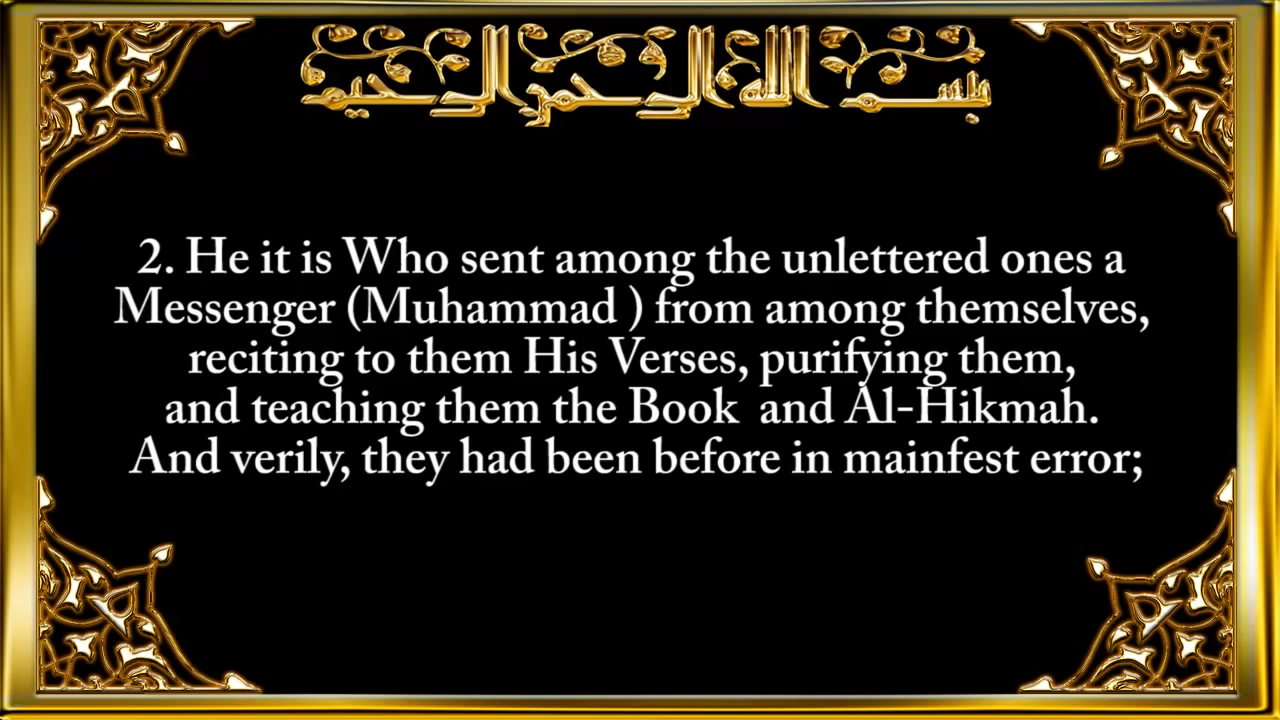 بسم الله الرحمن الرحيم
2. He it is Who sent among the unlettered ones a
Messenger (Muhammad ) from among themselves,
reciting to them His Verses, purifying them,
and teaching them the Book  and Al-Hikmah.
And verily, they had been before in mainfest error;